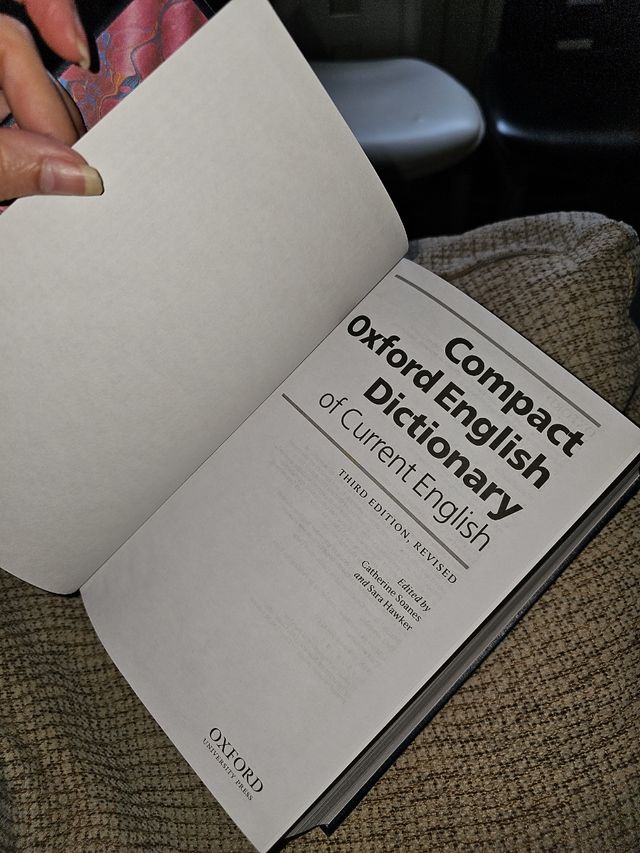 Compact
Oxford English
Dictionary
of Current English
THIRD EDITION, REVISED
Edited by
Catherine Soanes
and Sara Hawker
OXFORD
UNIVERSITY PRESS